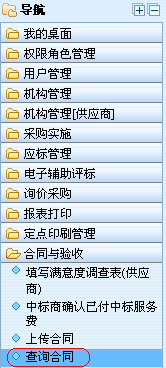 导航
我的桌面
权限角色管理
用户管理
机构管理
机构管理[供应商]
采购实施
应标管理
电子辅助评标
询价采购
报表打印
定点印刷管理
合同与验收
填写满意度调查表(供应
商)
中标商确认已付中标服务
费
上传合同
查询合同